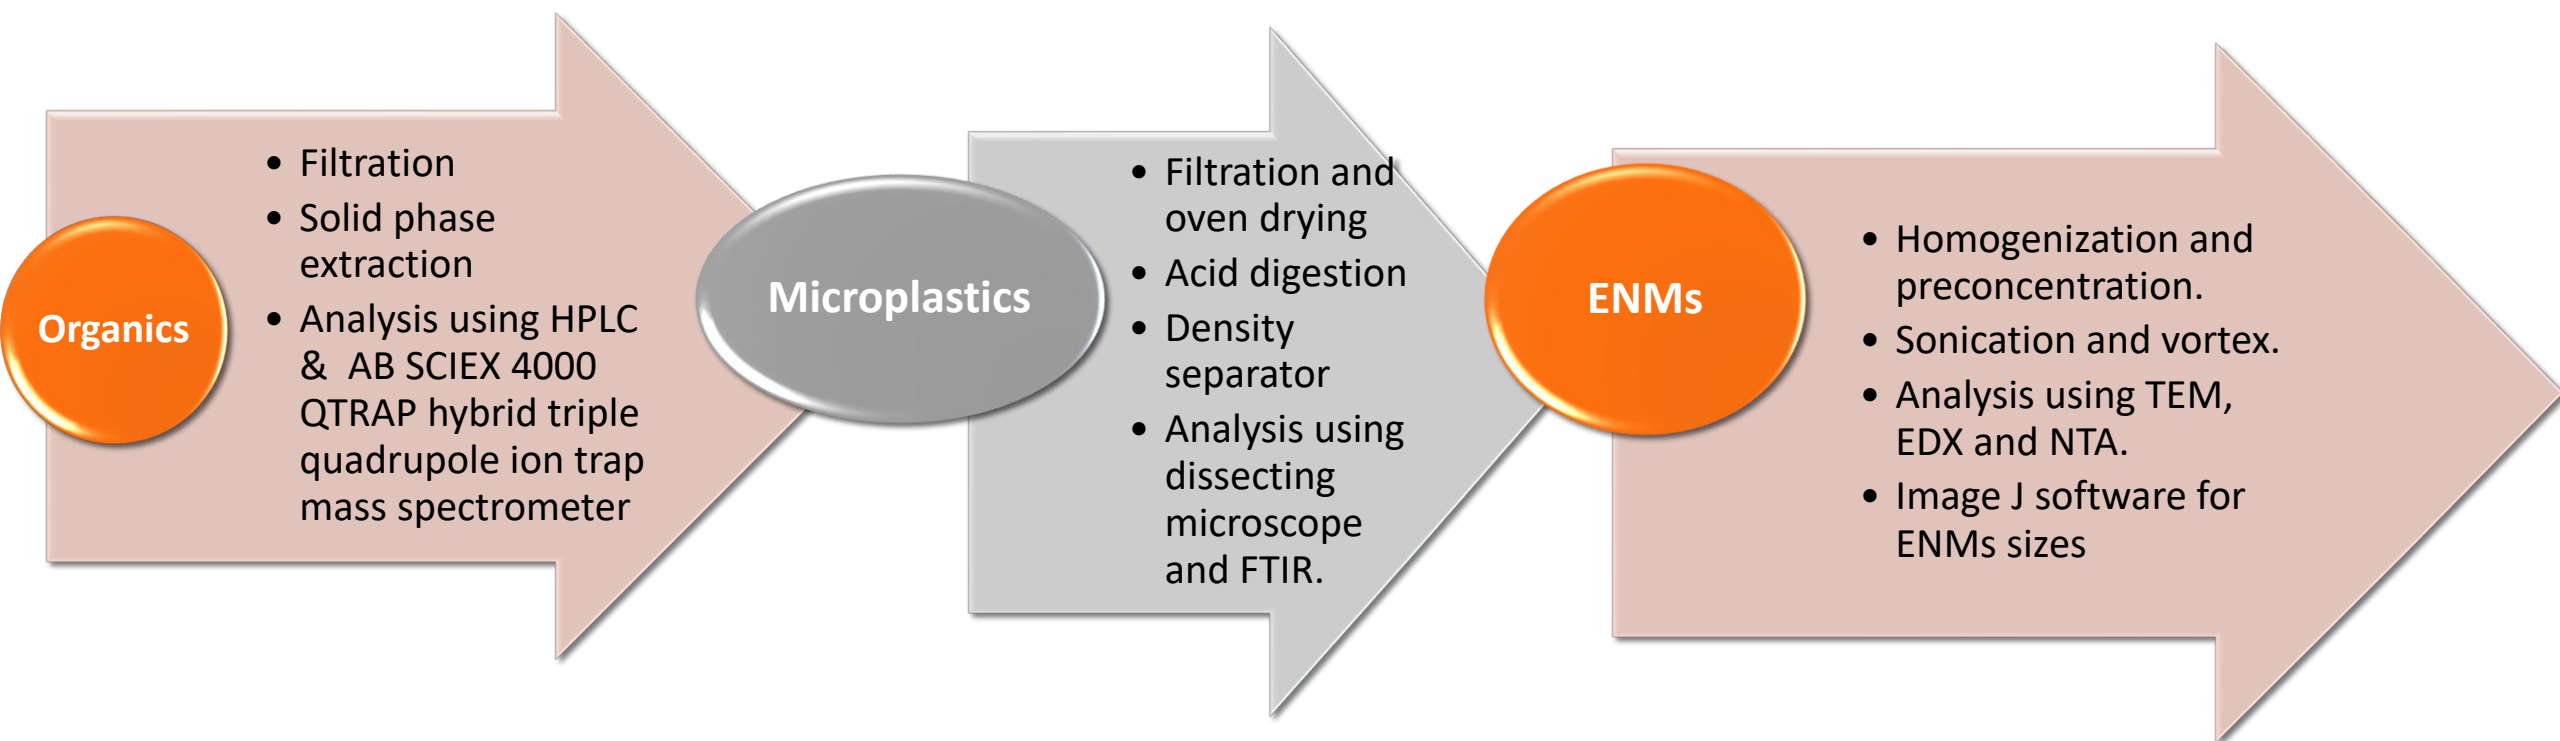 Organics
• Filtration
• Solid phase
extraction
• Analysis using HPLC
& AB SCIEX 4000
QTRAP hybrid triple
quadrupole ion trap
mass spectrometer
Microplastics
• Filtration and
oven drying
• Acid digestion
• Density
separator
• Analysis using
dissecting
microscope
and FTIR.
ENMs
• Homogenization and
preconcentration.
• Sonication and vortex.
• Analysis using TEM,
EDX and NTA.
• Image J software for
ENMs sizes